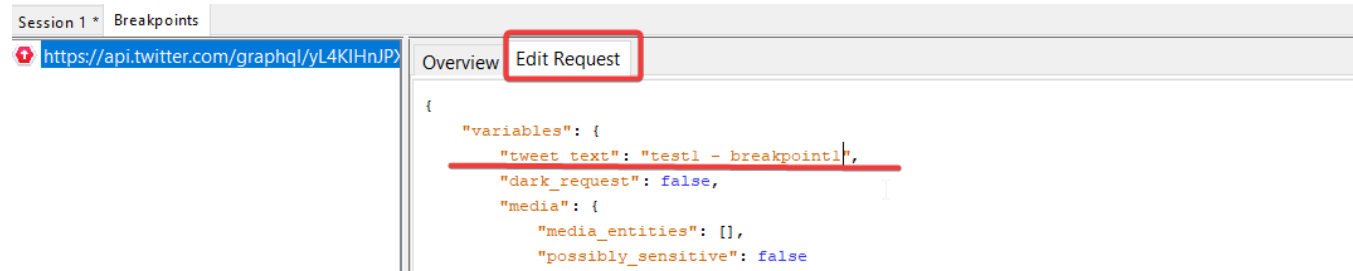 Session 1 * Breakpoints
https://api.twitter.com/graphql/yL4KIHnJPX
Overview Edit Request
{
"variables": {
"tweet_text": "test1 - breakpoint1",
"dark_request": false,
"media": {
"media_entities": [],
"possibly_sensitive": false